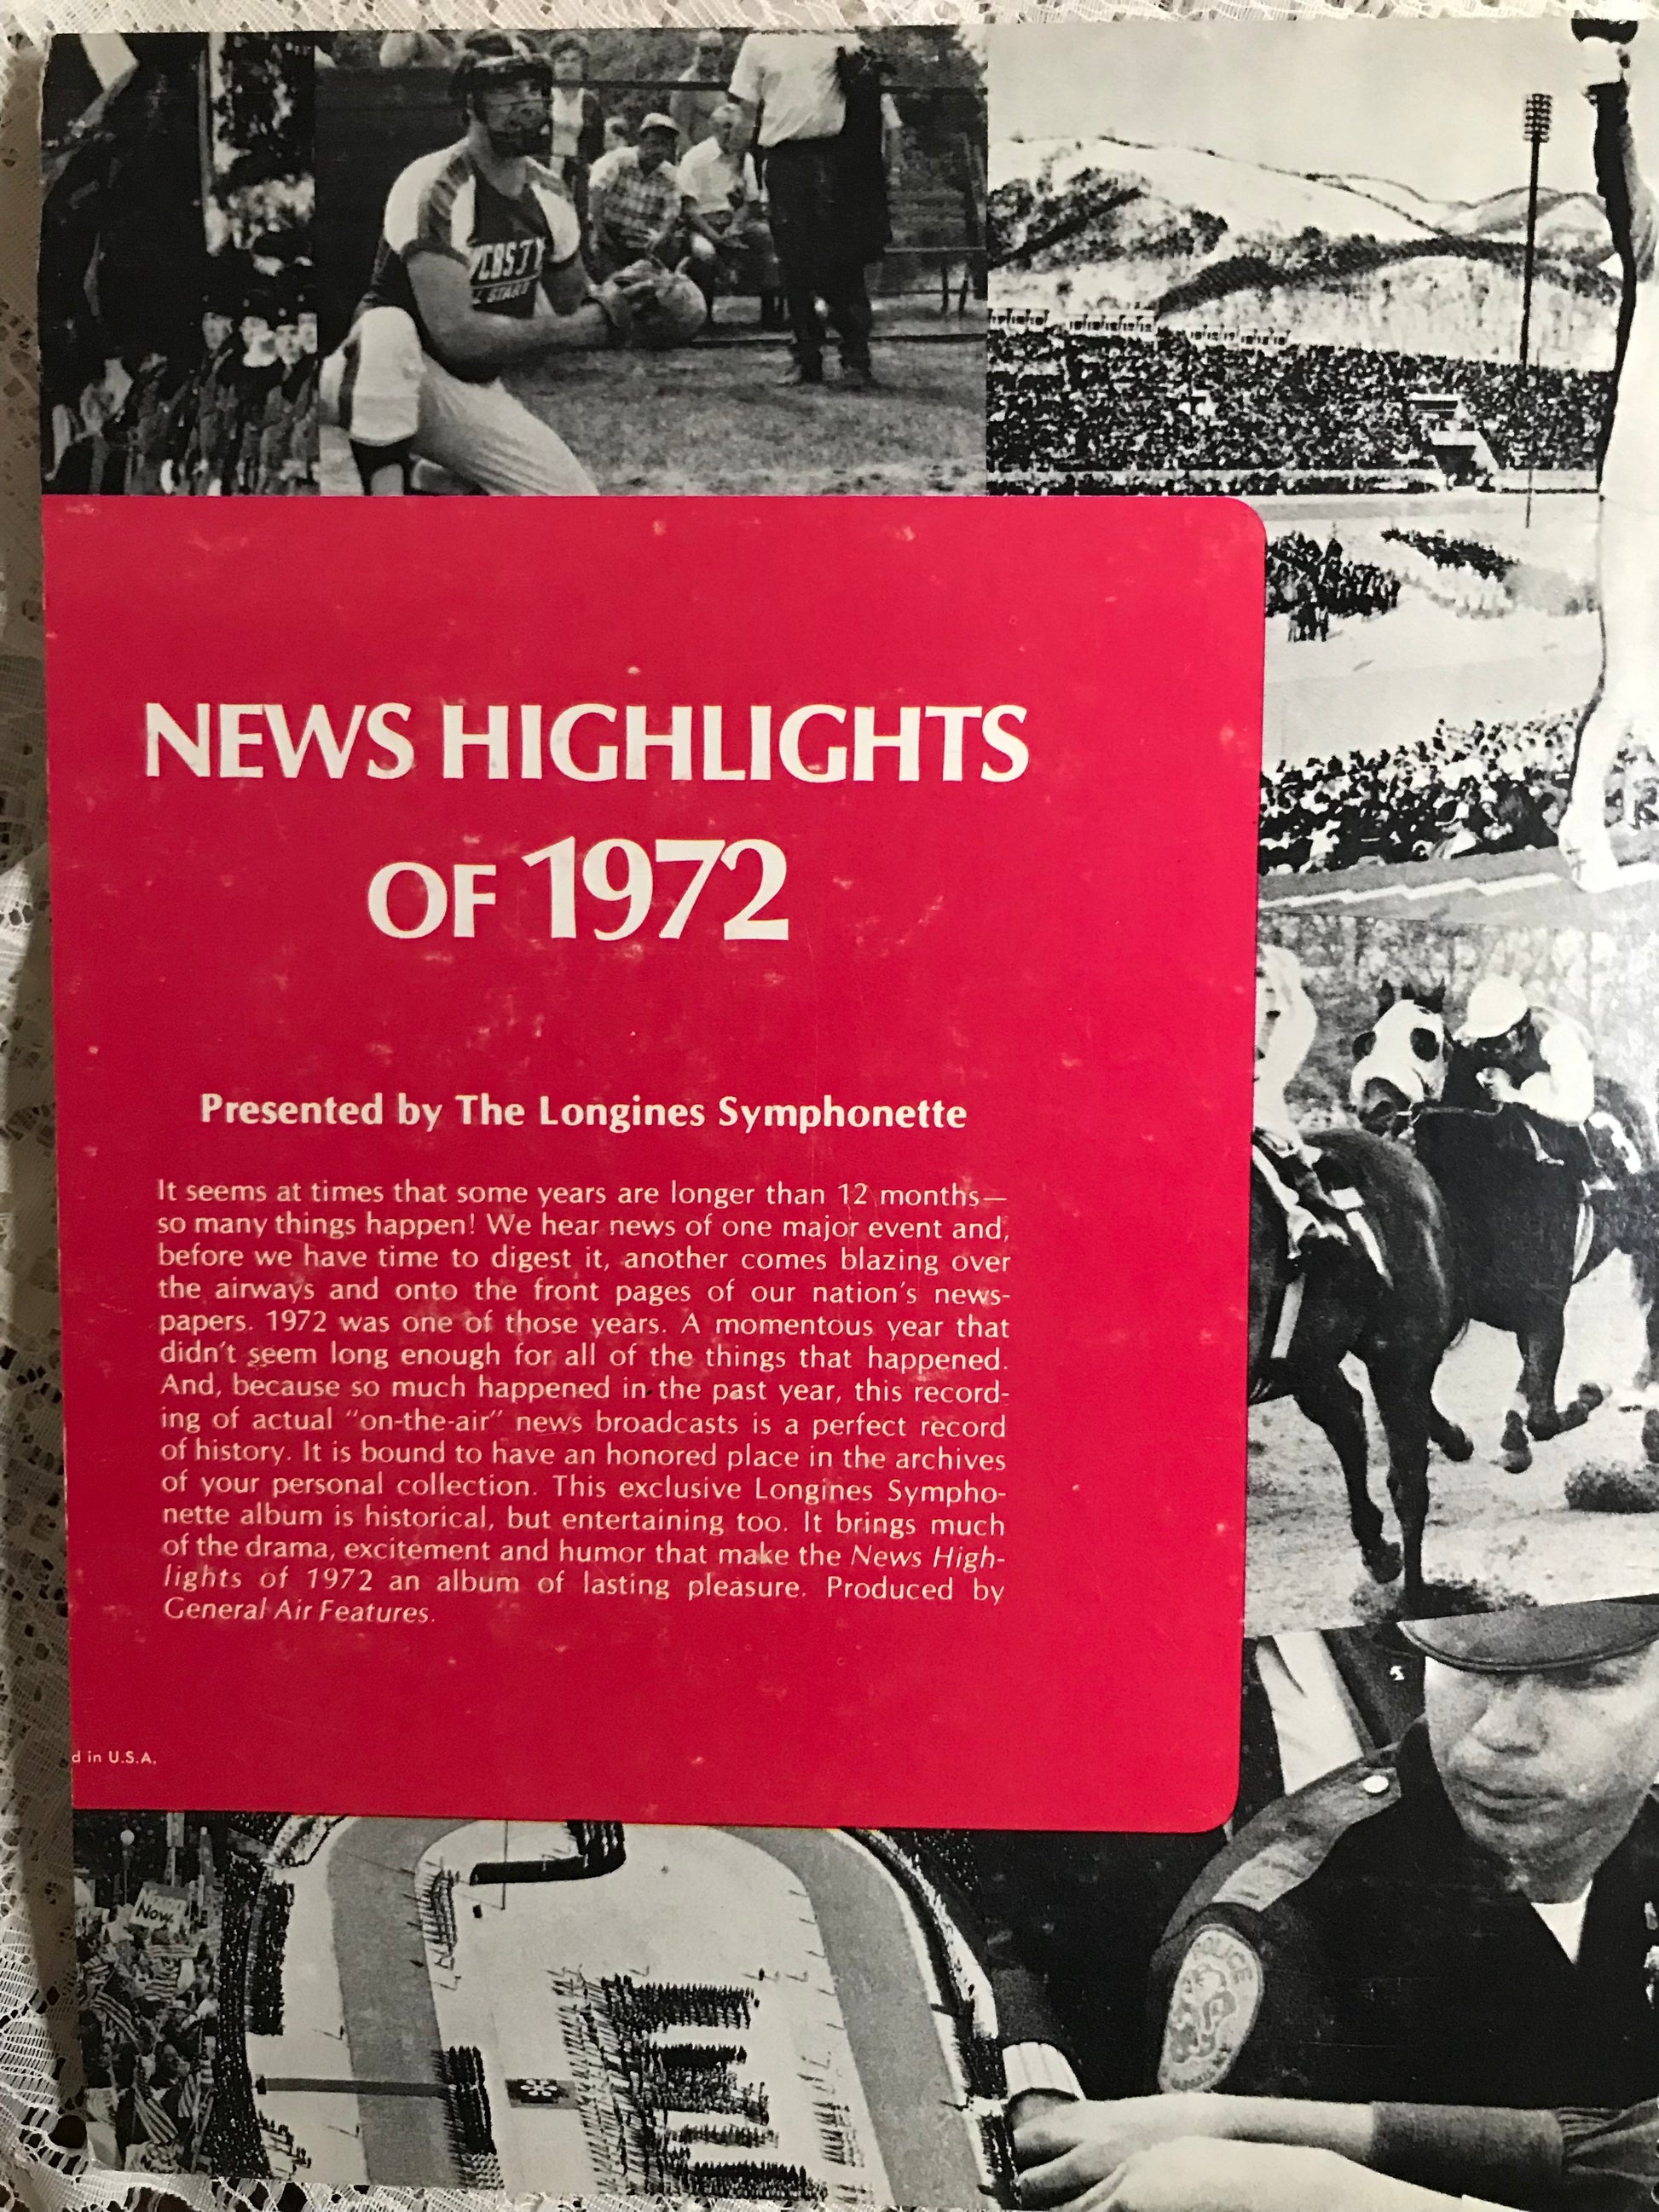 NEWS HIGHLIGHTS
OF 1972
Presented by The Longines Symphonette
It seems at times that some years are longer than 12 months—
so many things happen! We hear news of one major event and,
before we have time to digest it, another comes blazing over
the airways and onto the front pages of our nation's news-
papers. 1972 was one of those years. A momentous year that
didn't seem long enough for all of the things that happened.
And, because so much happened in the past year, this record-
ing of actual "on-the-air" news broadcasts is a perfect record
of history. It is bound to have an honored place in the archives
of your personal collection. This exclusive Longines Sympho-
nette album is historical, but entertaining too. It brings much
of the drama, excitement and humor that make the News High-
lights of 1972 an album of lasting pleasure. Produced by
General Air Features.
d in U.S.A.
Now
POLICE